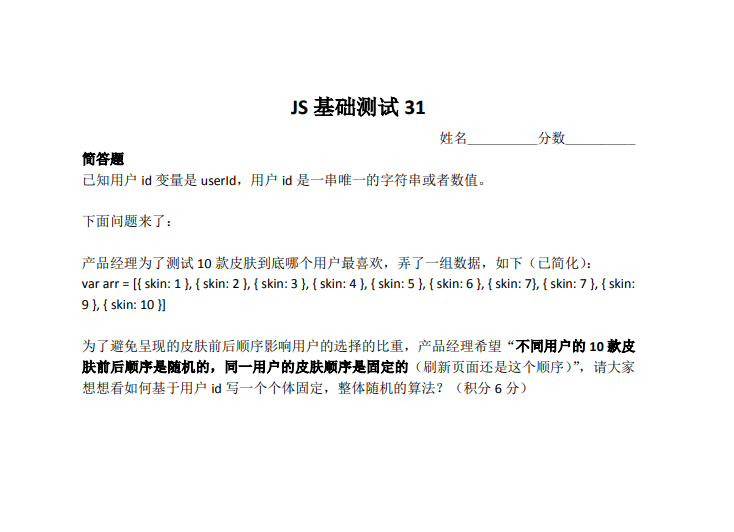 JS 基础测试 31
姓名__________分数__________
简答题
已知用户 id 变量是 userId，用户 id 是一串唯一的字符串或者数值。
下面问题来了：
产品经理为了测试 10 款皮肤到底哪个用户最喜欢，弄了一组数据，如下（已简化）：
var arr = [{ skin: 1 }, { skin: 2 }, { skin: 3 }, { skin: 4 }, { skin: 5 }, { skin: 6 }, { skin: 7}, { skin: 7 }, { skin:
9 }, { skin: 10 }]
为了避免呈现的皮肤前后顺序影响用户的选择的比重，产品经理希望“不同用户的 10 款皮
肤前后顺序是随机的，同一用户的皮肤顺序是固定的（刷新页面还是这个顺序）”，请大家
想想看如何基于用户 id 写一个个体固定，整体随机的算法？（积分 6 分）